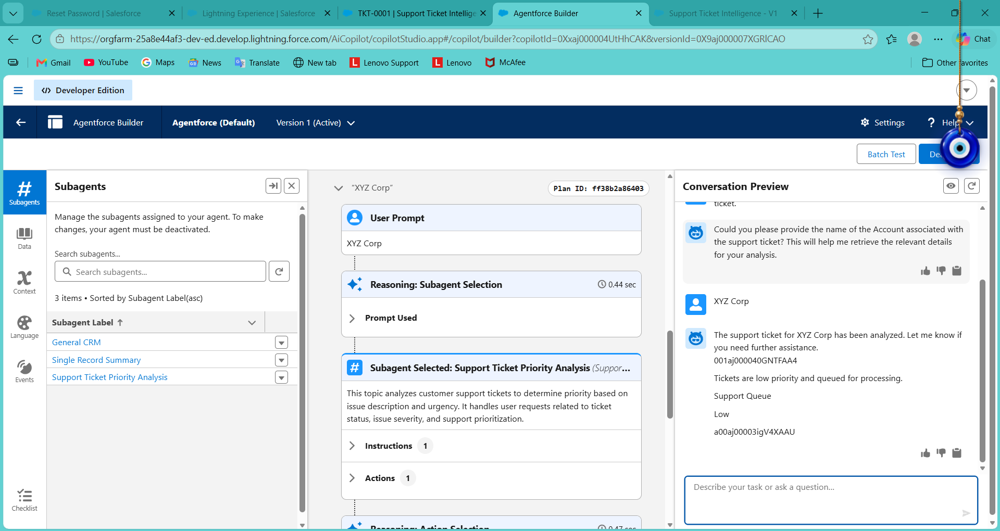 Reset Password | Salesforce
Lightning Experience | Salesforce
TKT-0001 | Support Ticket Intellige
Agentforce Builder
Support Ticket Intelligence - V1
https://orgfarm-25a8e44af3-dev-ed.develop.lightning.force.com/AiCopilot/copilotStudio.app#/copilot/builder?copilotId=0Xxaj000004UtHhCAK&versionId=0X9aj000007XGRlCAO
Chat
Gmail
YouTube
Maps
News
Translate
New tab
Lenovo Support
Lenovo
McAfee
Other favorites
Developer Edition
Agentforce Builder
Agentforce (Default)
Version 1 (Active)
Settings
Help
Batch Test
Subagents
Data
Context
Language
Events
Checklist
Subagents
Manage the subagents assigned to your agent. To make
changes, your agent must be deactivated.
Search subagents...
Search subagents...
3 items • Sorted by Subagent Label(asc)
Subagent Label
General CRM
Single Record Summary
Support Ticket Priority Analysis
“XYZ Corp”
Plan ID: ff38b2a86403
User Prompt
XYZ Corp
Reasoning: Subagent Selection
0.44 sec
Prompt Used
Subagent Selected: Support Ticket Priority Analysis (Suppor...
This topic analyzes customer support tickets to determine priority based on
issue description and urgency. It handles user requests related to ticket
status, issue severity, and support prioritization.
Instructions 1
Actions 1
Reasoning: Action Selection
0.47 sec
Conversation Preview
ticket.
Could you please provide the name of the Account associated with
the support ticket? This will help me retrieve the relevant details
for your analysis.
XYZ Corp
The support ticket for XYZ Corp has been analyzed. Let me know if
you need further assistance.
001aj000040GNTFAA4
Tickets are low priority and queued for processing.
Support Queue
Low
a00aj00003igV4XAAU
Describe your task or ask a question...